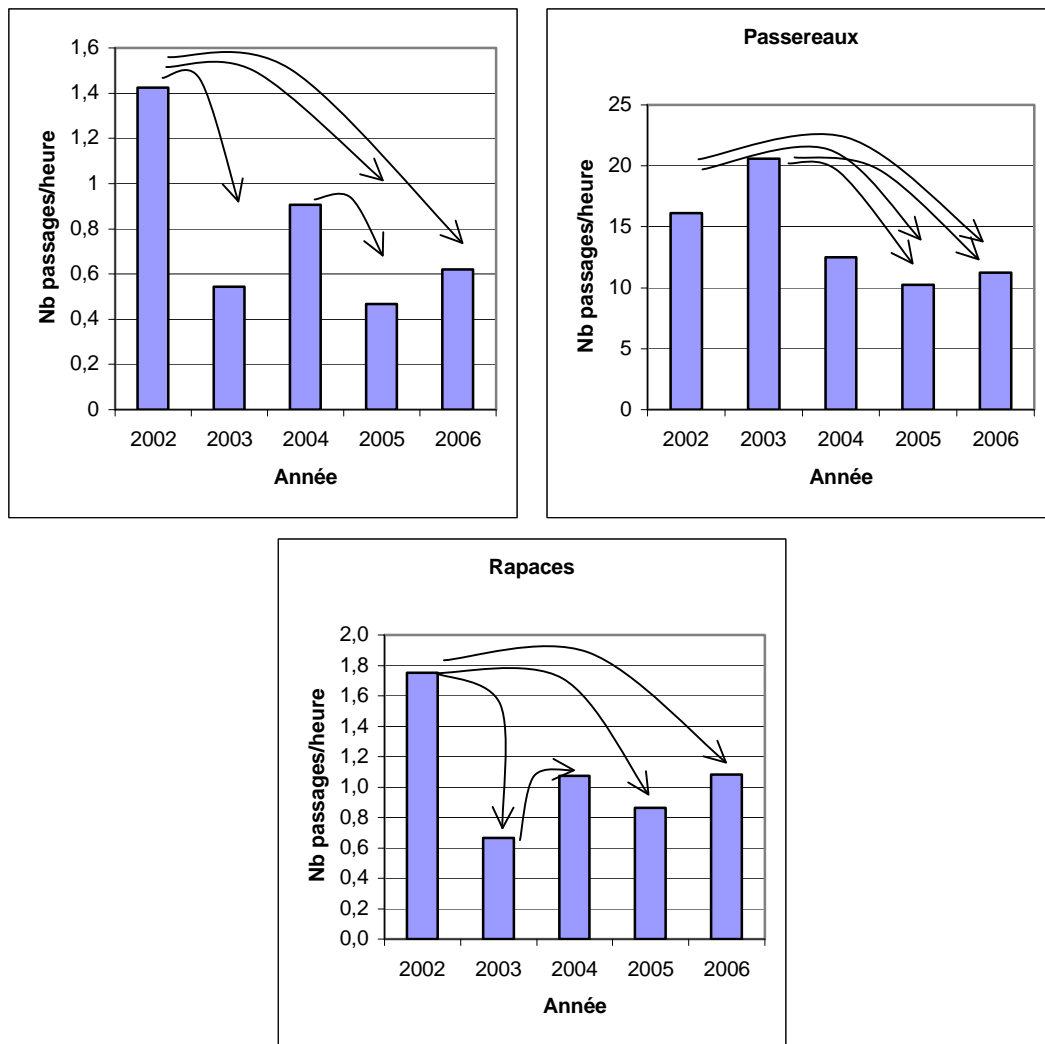 1,6
1,4
1,2
1
0,8
0,6
0,4
0,2
0
Nb passages/heure
2002 2003 2004 2005 2006
Année
Passereaux
25
20
15
10
5
0
Nb passages/heure
2002 2003 2004 2005 2006
Année
Rapaces
2,0
1,8
1,6
1,4
1,2
1,0
0,8
0,6
0,4
0,2
0,0
Nb passages/heure
2002 2003 2004 2005 2006
Année